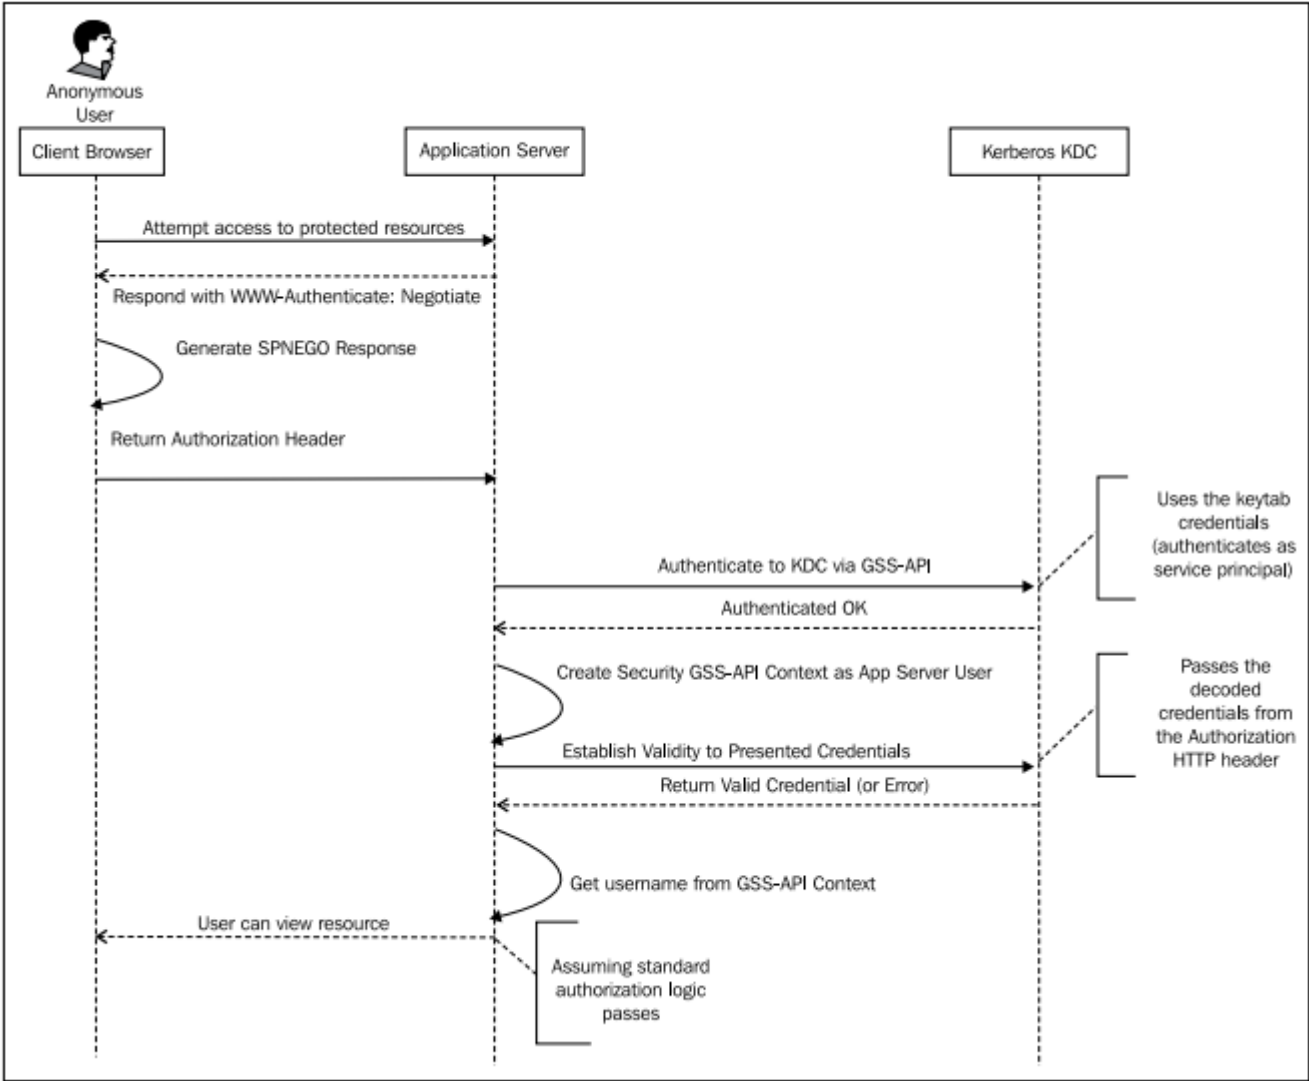 Anonymous
User
Client Browser
Application Server
Kerberos KDC
Attempt access to protected resources
Respond with WWW-Authenticate: Negotiate
Generate SPNEGO Response
Return Authorization Header
Uses the keytab
credentials
(authenticates as
service principal)
Authenticate to KDC via GSS-API
Authenticated OK
Create Security GSS-API Context as App Server User
Passes the
decoded
credentials from
the Authorization
HTTP header
Establish Validity to Presented Credentials
Return Valid Credential (or Error)
Get username from GSS-API Context
User can view resource
Assuming standard
authorization logic
passes